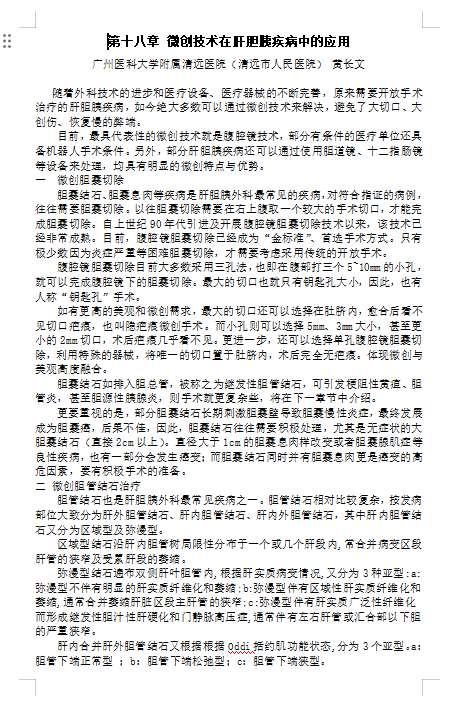 第十八章 微创技术在肝胆胰疾病中的应用
广州医科大学附属清远医院（清远市人民医院） 黄长文
随着外科技术的进步和医疗设备、医疗器械的不断完善，原来需要开放手术
治疗的肝胆胰疾病，如今绝大多数可以通过微创技术来解决，避免了大切口、大
创伤、恢复慢的弊端。
目前，最具代表性的微创技术就是腹腔镜技术，部分有条件的医疗单位还具
备机器人手术条件。另外，部分肝胆胰疾病还可以通过使用胆道镜、十二指肠镜
等设备来处理，均具有明显的微创特点与优势。
一 微创胆囊切除
胆囊结石、胆囊息肉等疾病是肝胆胰外科最常见的疾病，对符合指证的病例，
往往需要胆囊切除。以往胆囊切除需要在右上腹取一个较大的手术切口，才能完
成胆囊切除。自上世纪90年代引进及开展腹腔镜胆囊切除技术以来，该技术已
经非常成熟。目前，腹腔镜胆囊切除已经成为“金标准”、首选手术方式。只有
极少数因为炎症严重等困难胆囊切除，才需要考虑采用传统的开放手术。
腹腔镜胆囊切除目前大多数采用三孔法，也即在腹部打三个5~10mm的小孔，
就可以完成腹腔镜下的胆囊切除。最大的切口也就只有钥匙孔大小，因此，也有
人称“钥匙孔”手术。
如有更高的美观和微创需求，最大的切口还可以选择在肚脐内，愈合后看不
见切口疤痕，也叫隐疤痕微创手术。而小孔则可以选择5mm、3mm大小，甚至更
小的2mm切口，术后疤痕几乎看不见。更进一步，还可以选择单孔腹腔镜胆囊切
除，利用特殊的器械，将唯一的切口置于肚脐内，术后完全无疤痕。体现微创与
美观高度融合。
胆囊结石如排入胆总管，被称之为继发性胆管结石，可引发梗阻性黄疸、胆
管炎，甚至胆源性胰腺炎，则手术就更复杂些，将在下一章节中介绍。
更要重视的是，部分胆囊结石长期刺激胆囊壁导致胆囊慢性炎症，最终发展
成为胆囊癌，后果不佳，因此，胆囊结石往往需要积极处理，尤其是无症状的大
胆囊结石（直接2cm以上）。直径大于1cm的胆囊息肉样改变或者胆囊腺肌症等
良性疾病，也有一部分会发生癌变；而胆囊结石同时并有胆囊息肉更是癌变的高
危因素，要有积极手术的准备。
二 微创胆管结石治疗
胆管结石也是肝胆胰外科最常见疾病之一。胆管结石相对比较复杂，按发病
部位大致分为肝外胆管结石、肝内胆管结石、肝内外胆管结石，其中肝内胆管结
石又分为区域型及弥漫型。
区域型结石沿肝内胆管树局限性分布于一个或几个肝段内,常合并病变区段
肝管的狭窄及受累肝段的萎缩。
弥漫型结石遍布双侧肝叶胆管内,根据肝实质病变情况,又分为3种亚型:a:
弥漫型不伴有明显的肝实质纤维化和萎缩;b:弥漫型伴有区域性肝实质纤维化和
萎缩,通常合并萎缩肝脏区段主肝管的狭窄;c:弥漫型伴有肝实质广泛性纤维化
而形成继发性胆汁性肝硬化和门静脉高压症,通常伴有左右肝管或汇合部以下胆
的严重狭窄。
肝内合并肝外胆管结石又根据根据Oddi括约肌功能状态,分为3个亚型。a:
胆管下端正常型 ；b：胆管下端松弛型；c：胆管下端狭型。